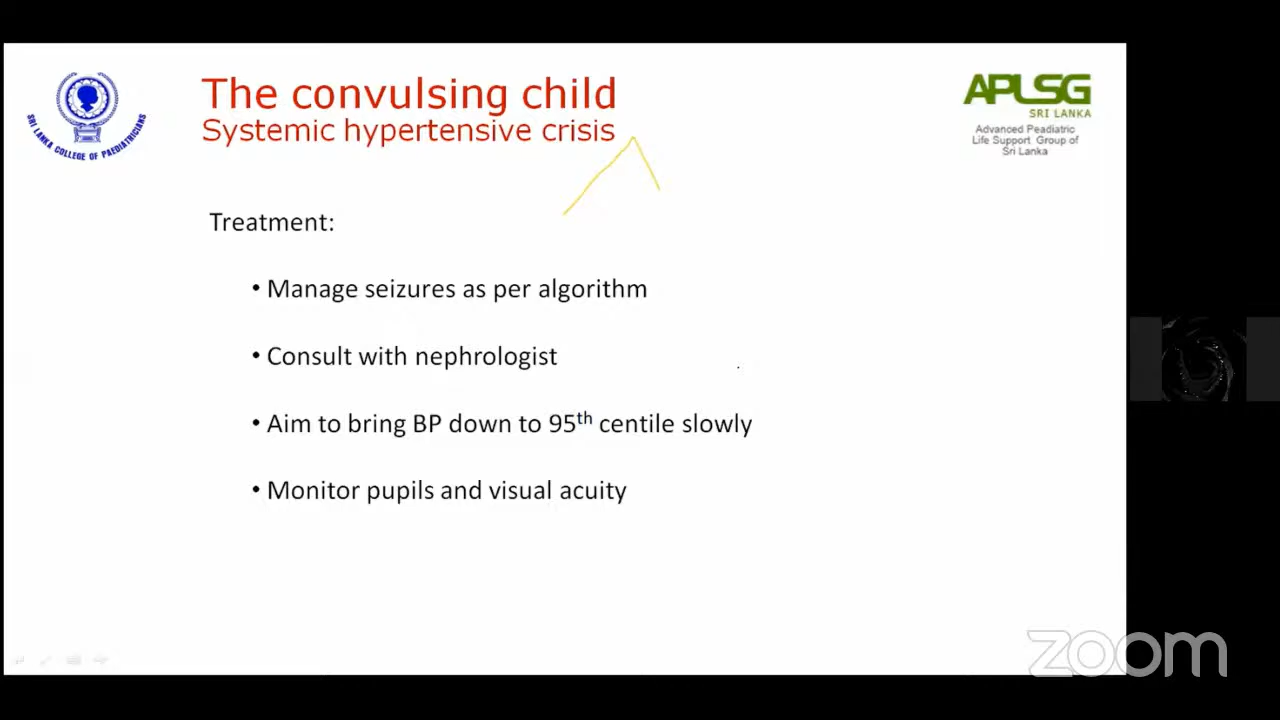 The convulsing child
Systemic hypertensive crisis
SRI LANKA COLLEGE OF PAEDIATRICIANS
APLSG
SRI LANKA
Advanced Peadiatric
Life Support Group of
Sri Lanka
Treatment:
• Manage seizures as per algorithm
• Consult with nephrologist
• Aim to bring BP down to 95th centile slowly
• Monitor pupils and visual acuity
zoom